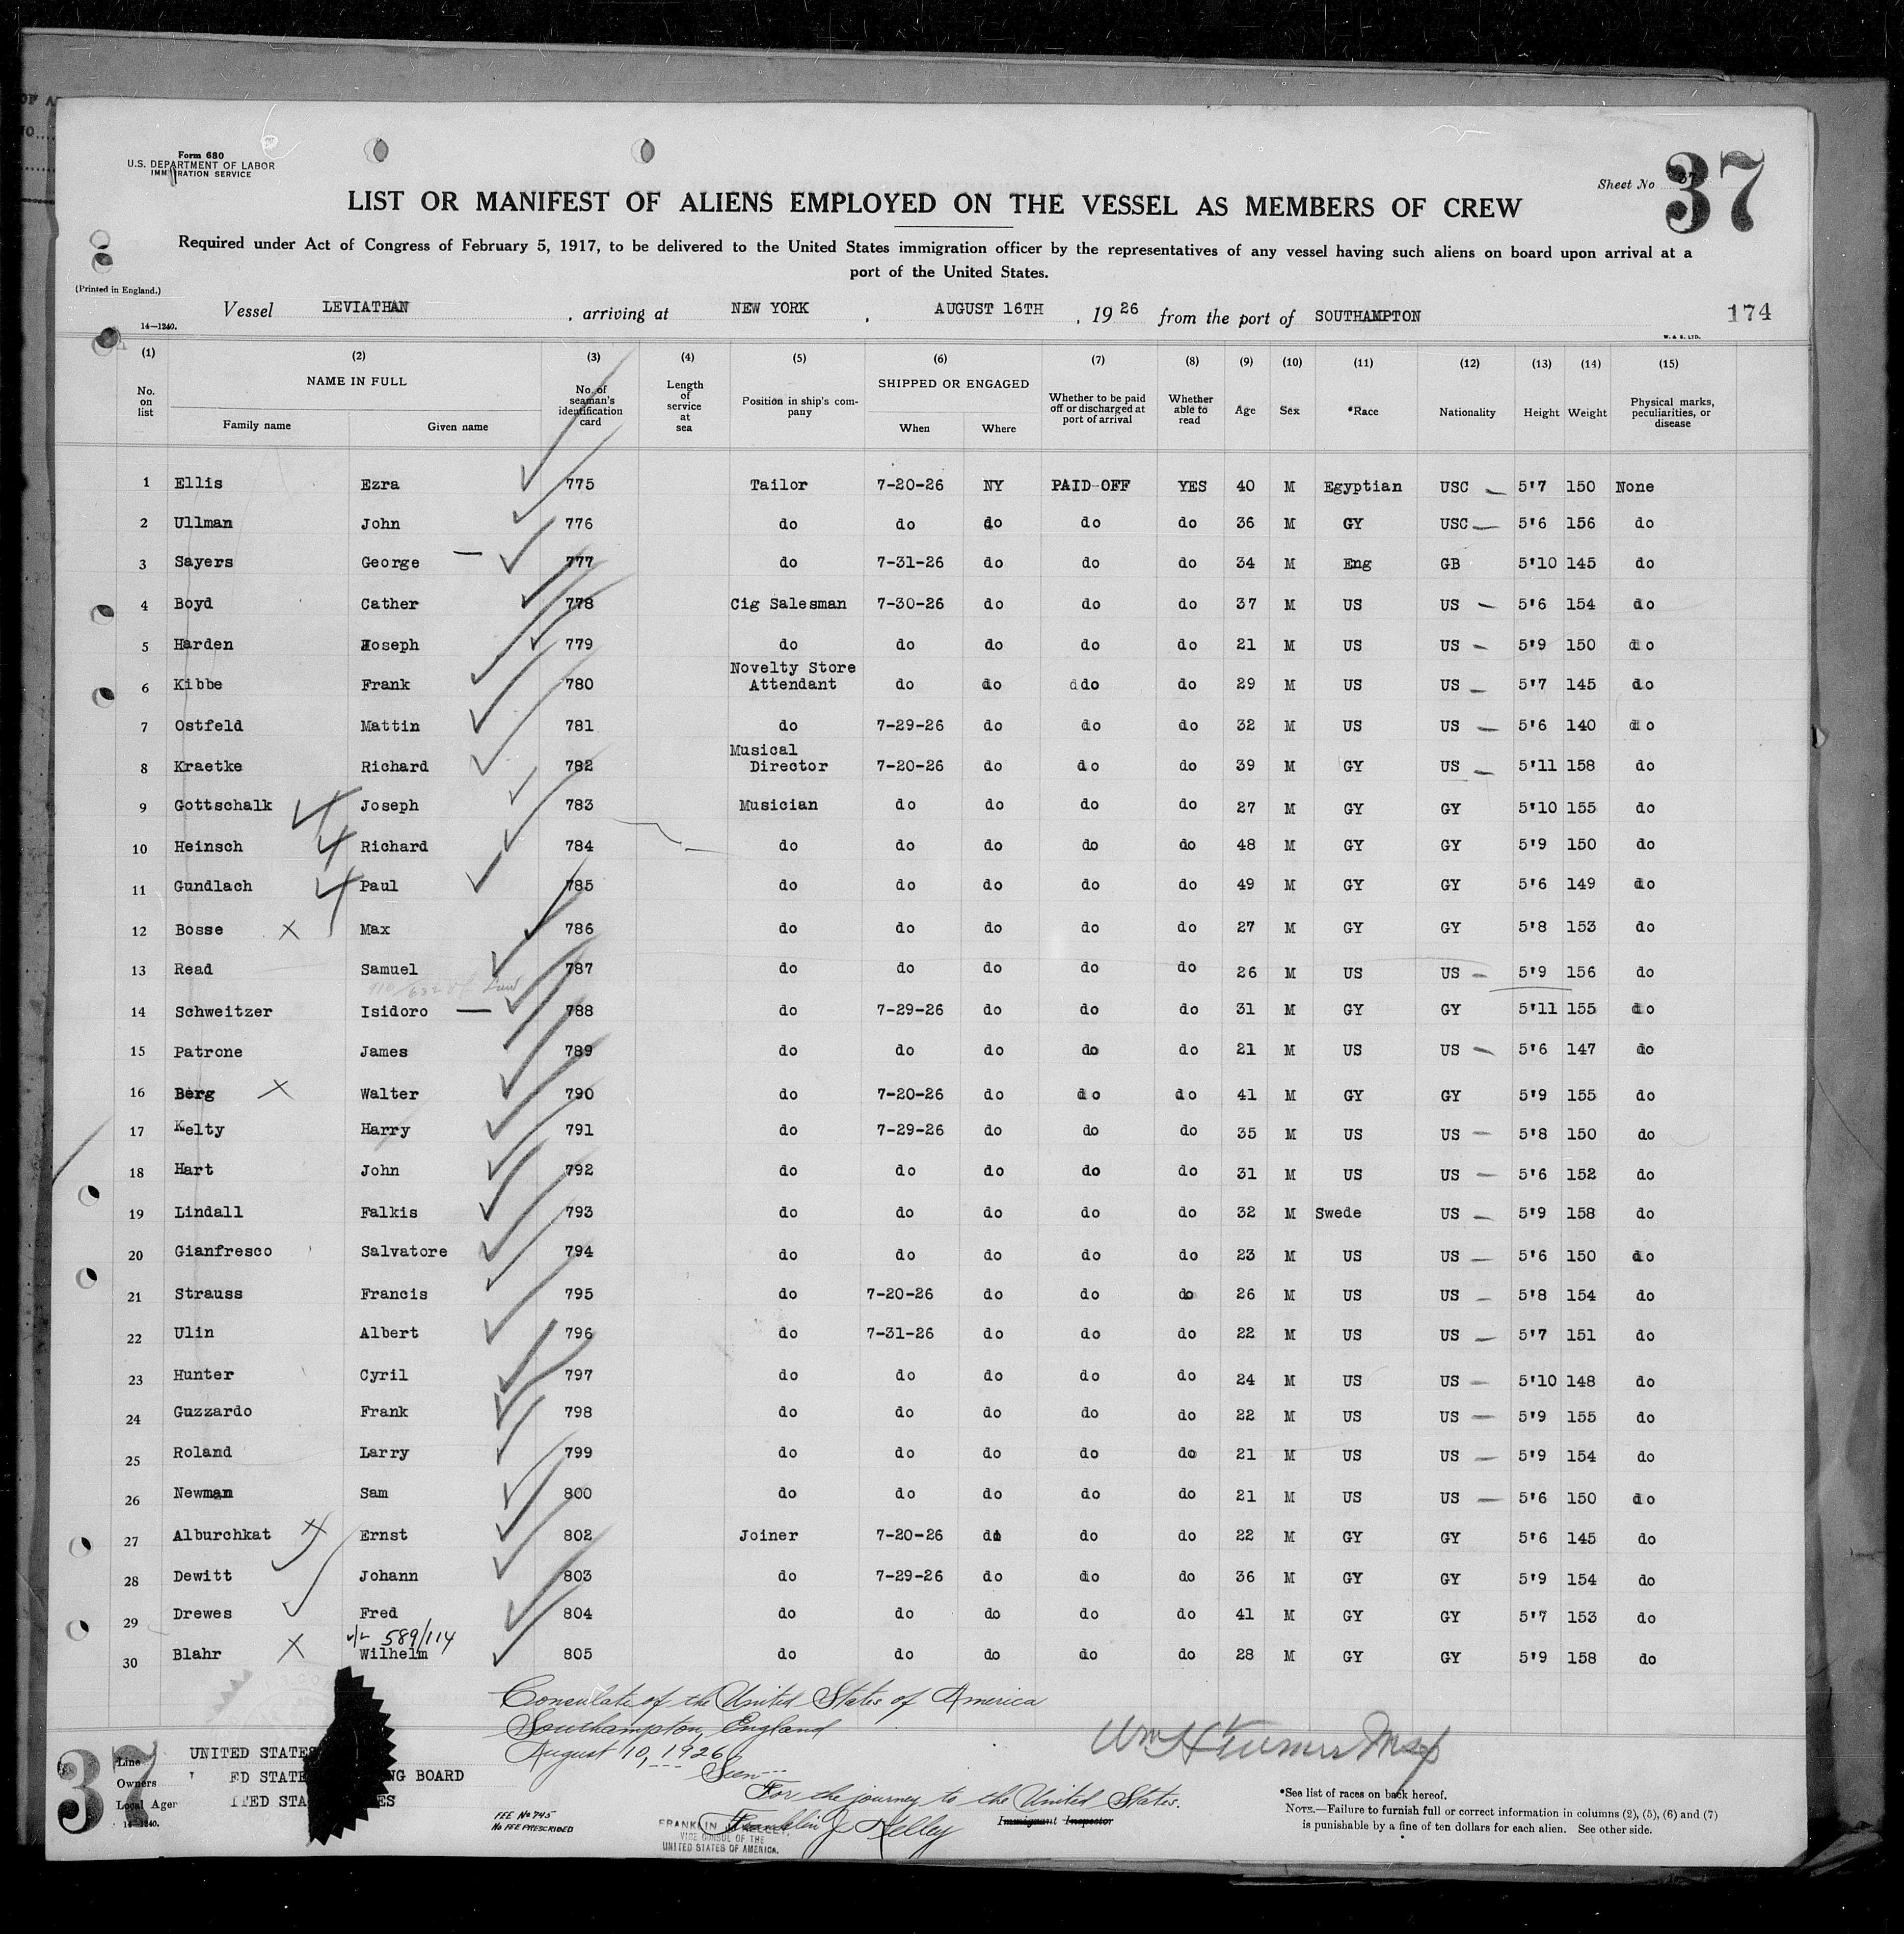 Form 680
U.S. DEPARTMENT OF LABOR
IMMIGRATION SERVICE
Sheet No 37
37
LIST OR MANIFEST OF ALIENS EMPLOYED ON THE VESSEL AS MEMBERS OF CREW
Required under Act of Congress of February 5, 1917, to be delivered to the United States immigration officer by the representatives of any vessel having such aliens on board upon arrival at a
port of the United States.
(Printed in England.)
Vessel LEVIATHAN , arriving at NEW YORK , AUGUST 16TH , 1926 from the port of SOUTHAMPTON 174
14—1240.
W. & S. LTD.
(1) (2) (3) (4) (5) (6) (7) (8) (9) (10) (11) (12) (13) (14) (15)
No. on list NAME IN FULL Family name Given name No. of seaman's identification card Length of service at sea Position in ship's company SHIPPED OR ENGAGED When Where Whether to be paid off or discharged at port of arrival Whether able to read Age Sex *Race Nationality Height Weight Physical marks, peculiarities, or disease
1 Ellis Ezra 775 Tailor 7-20-26 NY PAID-OFF YES 40 M Egyptian USC 5'7 150 None
2 Ullman John 776 do do do do do 36 M GY USC 5'6 156 do
3 Sayers George 777 do 7-31-26 do do do 34 M Eng GB 5'10 145 do
4 Boyd Cather 778 Cig Salesman 7-30-26 do do do 37 M US US 5'6 154 do
5 Harden Joseph 779 do do do do do 21 M US US 5'9 150 do
6 Kibbe Frank 780 Novelty Store Attendant do do ddo do 29 M US US 5'7 145 do
7 Ostfeld Mattin 781 do 7-29-26 do do do 32 M US US 5'6 140 do
8 Kraetke Richard 782 Musical Director 7-20-26 do do do 39 M GY US 5'11 158 do
9 Gottschalk Joseph 783 Musician do do do do 27 M GY GY 5'10 155 do
10 Heinsch Richard 784 do do do do do 48 M GY GY 5'9 150 do
11 Gundlach Paul 785 do do do do do 49 M GY GY 5'6 149 do
12 Bosse Max 786 do do do do do 27 M GY GY 5'8 153 do
13 Read Samuel 787 do do do do do 26 M US US 5'9 156 do
14 Schweitzer Isidoro 788 do 7-29-26 do do do 31 M GY GY 5'11 155 do
15 Patrone James 789 do do do do do 21 M US US 5'6 147 do
16 Berg Walter 790 do 7-20-26 do do do 41 M GY GY 5'9 155 do
17 Kelty Harry 791 do 7-29-26 do do do 35 M US US 5'8 150 do
18 Hart John 792 do do do do do 31 M US US 5'6 152 do
19 Lindall Falkis 793 do do do do do 32 M Swede US 5'9 158 do
20 Gianfresco Salvatore 794 do do do do do 23 M US US 5'6 150 do
21 Strauss Francis 795 do 7-20-26 do do do 26 M US US 5'8 154 do
22 Ulin Albert 796 do 7-31-26 do do do 22 M US US 5'7 151 do
23 Hunter Cyril 797 do do do do do 24 M US US 5'10 148 do
24 Guzzardo Frank 798 do do do do do 22 M US US 5'9 155 do
25 Roland Larry 799 do do do do do 21 M US US 5'9 154 do
26 Newman Sam 800 do do do do do 21 M US US 5'6 150 do
27 Alburchkat Ernst 802 Joiner 7-20-26 do do do 22 M GY GY 5'6 145 do
28 Dewitt Johann 803 do 7-29-26 do do do 36 M GY GY 5'9 154 do
29 Drewes Fred 804 do do do do do 41 M GY GY 5'7 153 do
589/114
30 Blahr Wilhelm 805 do do do do do 28 M GY GY 5'9 158 do
Consulate of the United States of America
Southampton, England
August 10, 1926
Seen
For the journey to the United States.
Franklin J Kelley
FRANKLIN J. KELLEY,
VICE CONSUL OF THE
UNITED STATES OF AMERICA.
FEE No 745
No FEE PRESCRIBED
Immigrant Inspector
37
Line UNITED STATES
Owners ED STATE NG BOARD
Local Agen ITED STA ES
14—1240.
*See list of races on back hereof.
NOTE.—Failure to furnish full or correct information in columns (2), (5), (6) and (7)
is punishable by a fine of ten dollars for each alien. See other side.